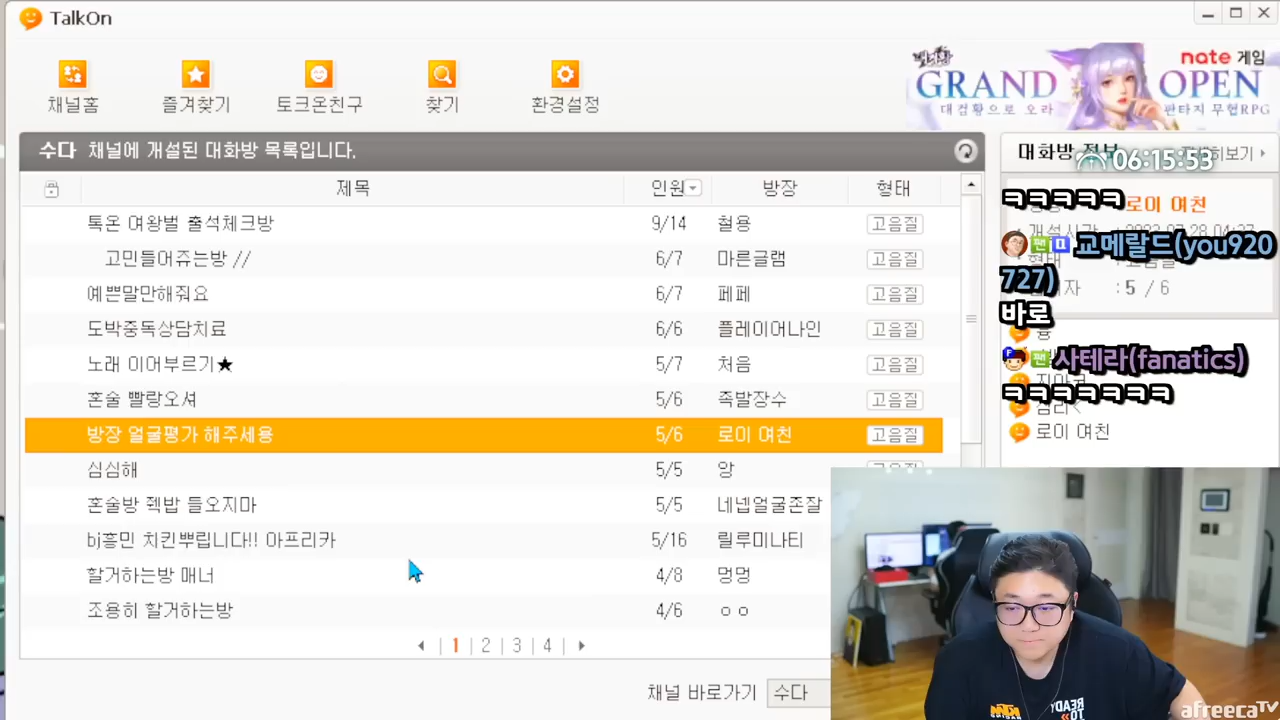 TalkOn
채널홈
즐겨찾기
토크온친구
찾기
환경설정
GRAND OPEN
대검황으로 오라
판타지 무협RPG
nate 게임
수다 채널에 개설된 대화방 목록입니다.
제목 인원 방장 형태
톡온 여왕벌 출석체크방 9/14 철용 고음질
고민들어쥬는방 // 6/7 마른글램 고음질
예쁜말만해줘요 6/7 페페 고음질
도박중독상담치료 6/6 플레이어나인 고음질
노래 이어부르기★ 5/7 처음 고음질
혼술 빨랑오셔 5/6 족발장수 고음질
방장 얼굴평가 해주세용 5/6 로이 여친 고음질
심심해 5/5 앙
혼술방 젝밥 들오지마 5/5 네넵얼굴존잘
bj흥민 치킨뿌립니다!! 아프리카 5/16 릴루미나티
할거하는방 매너 4/8 멍멍
조용히 할거하는방 4/6 ㅇㅇ
1 2 3 4
채널 바로가기 수다
대화방 정보
06:15:53
ㅋㅋㅋㅋㅋ
로이 여친
팬 교메랄드(you920
727)
: 5 / 6
바로
팬 사테라(fanatics)
ㅋㅋㅋㅋㅋㅋㅋ
로이 여친
READY
TO
KTM
afreecaTV